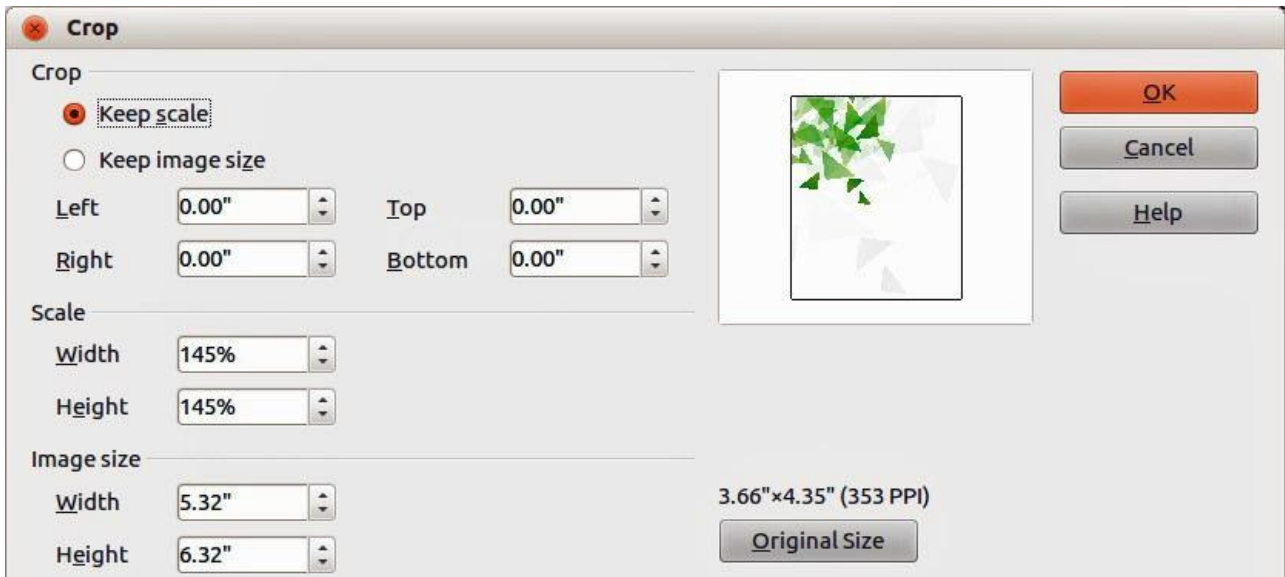 Crop
Crop
Keep scale
Keep image size
Left 0.00" Top 0.00"
Right 0.00" Bottom 0.00"
Scale
Width 145%
Height 145%
Image size
Width 5.32"
Height 6.32"
3.66"×4.35" (353 PPI)
Original Size
OK
Cancel
Help